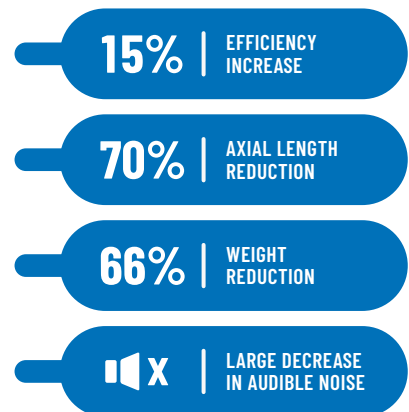 15%
EFFICIENCY
INCREASE
70%
AXIAL LENGTH
REDUCTION
66%
WEIGHT
REDUCTION
X
LARGE DECREASE
IN AUDIBLE NOISE